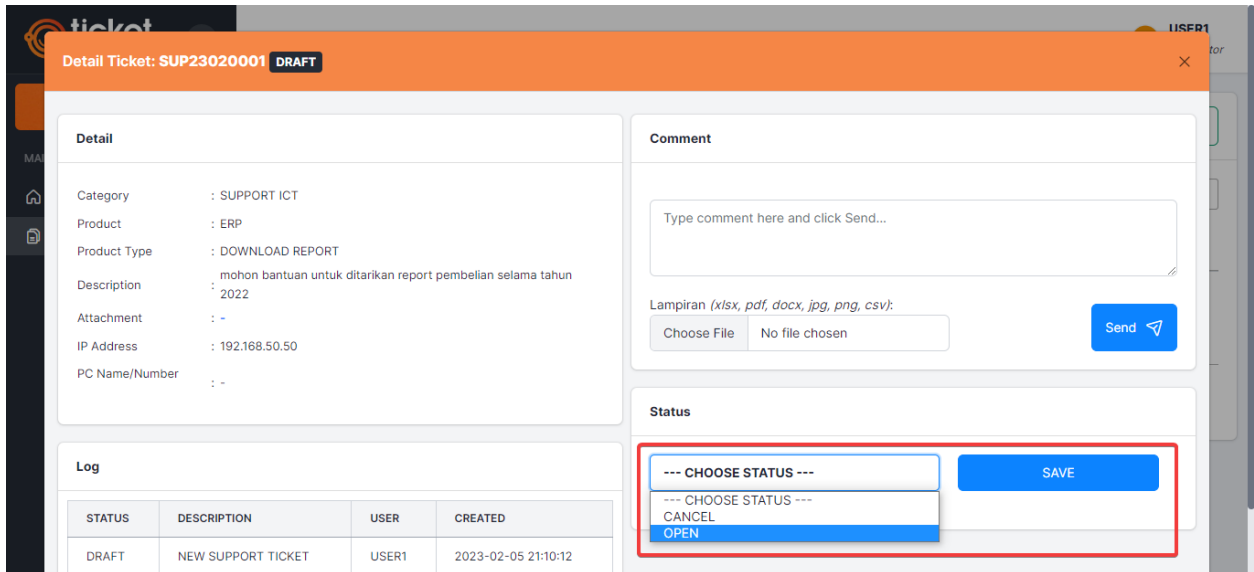 ticket
USER1
tor
Detail Ticket: SUP23020001 DRAFT
MAI
Detail
Category : SUPPORT ICT
Product : ERP
Product Type : DOWNLOAD REPORT
Description : mohon bantuan untuk ditarikan report pembelian selama tahun
2022
Attachment : -
IP Address : 192.168.50.50
PC Name/Number : -
Log
STATUS DESCRIPTION USER CREATED
DRAFT NEW SUPPORT TICKET USER1 2023-02-05 21:10:12
Comment
Type comment here and click Send...
Lampiran (xlsx, pdf, docx, jpg, png, csv):
Choose File No file chosen
Send
Status
--- CHOOSE STATUS --- SAVE
--- CHOOSE STATUS ---
CANCEL
OPEN